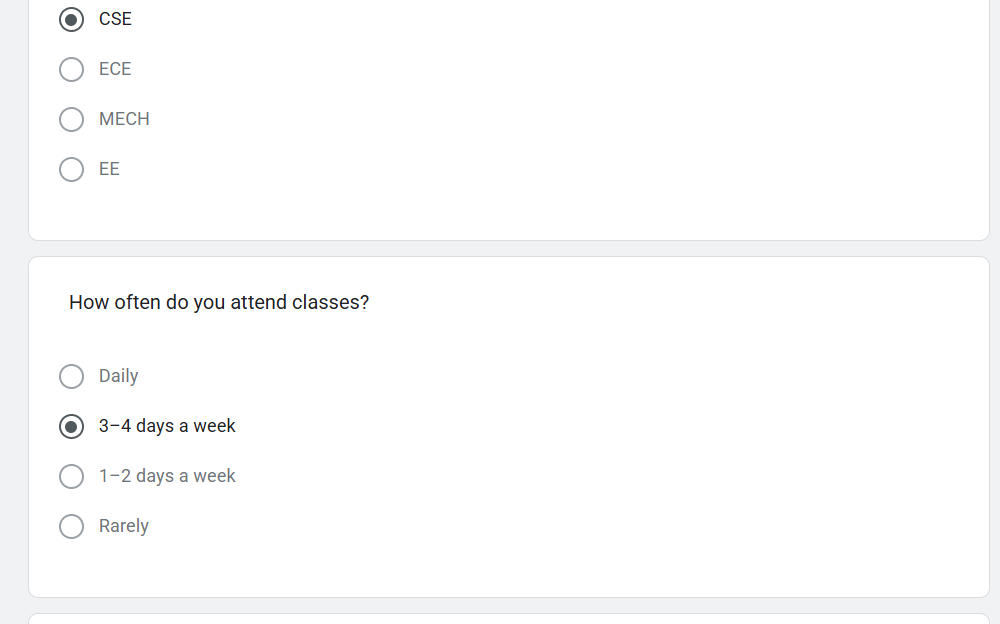 CSE
ECE
MECH
EE
How often do you attend classes?
Daily
3–4 days a week
1–2 days a week
Rarely